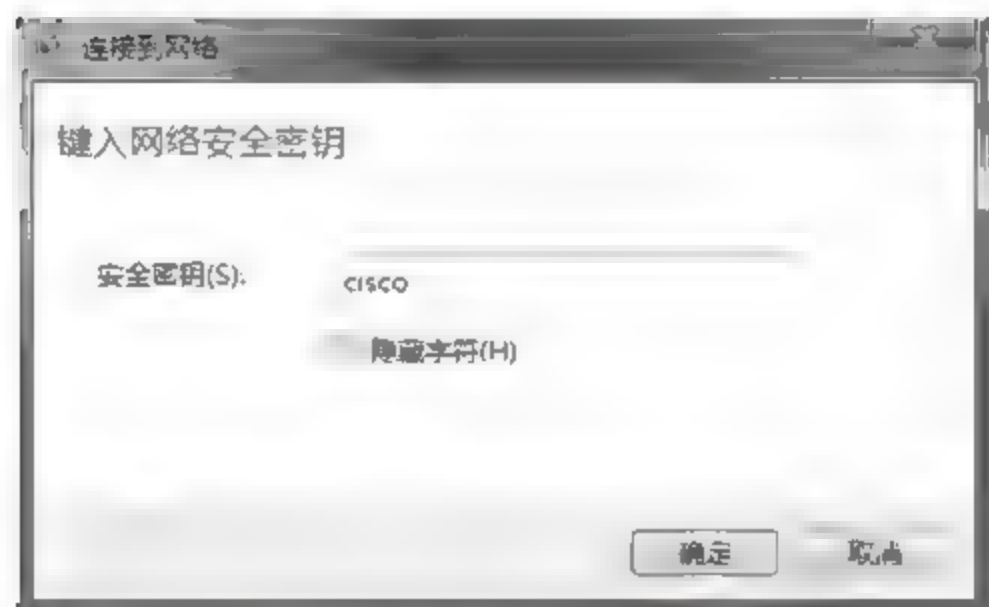 连接到网络
键入网络安全密钥
安全密钥(S):
cisco
隐藏字符(H)
确定
取消